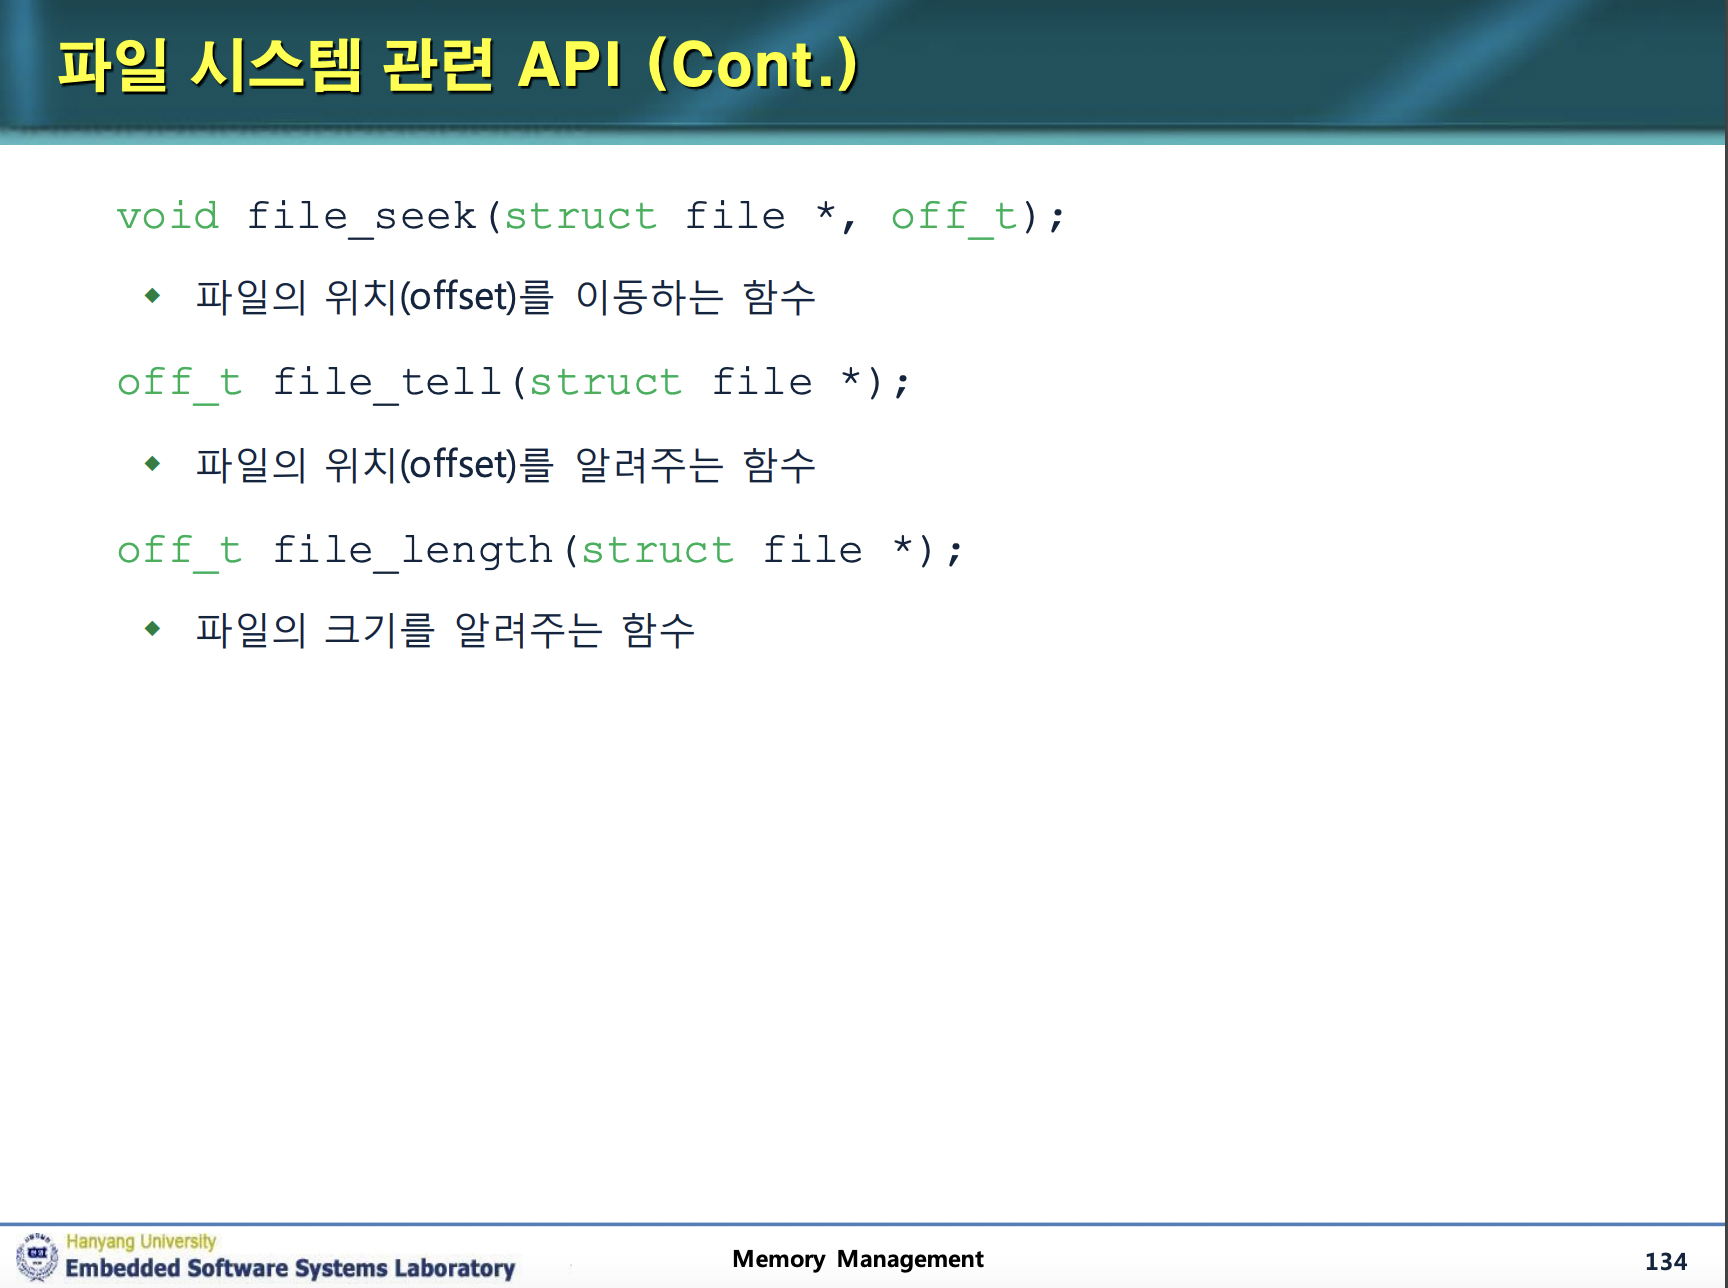 파일 시스템 관련 API (Cont.)
void file_seek(struct file *, off_t);
◆ 파일의 위치(offset)를 이동하는 함수
off_t file_tell(struct file *);
◆ 파일의 위치(offset)를 알려주는 함수
off_t file_length(struct file *);
◆ 파일의 크기를 알려주는 함수
Hanyang University
Embedded Software Systems Laboratory
Memory Management
134